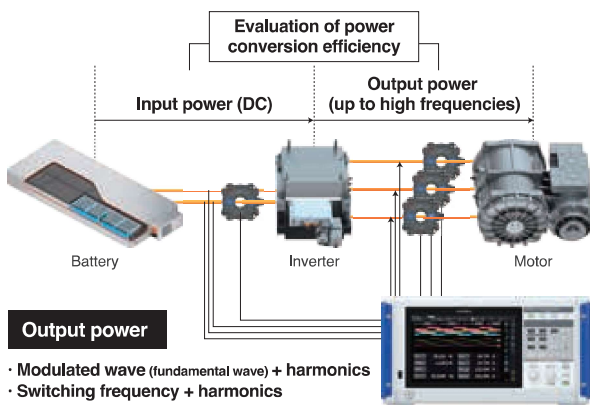 Evaluation of power
conversion efficiency
Input power (DC)
Output power
(up to high frequencies)
Battery
Inverter
Motor
Output power
· Modulated wave (fundamental wave) + harmonics
· Switching frequency + harmonics